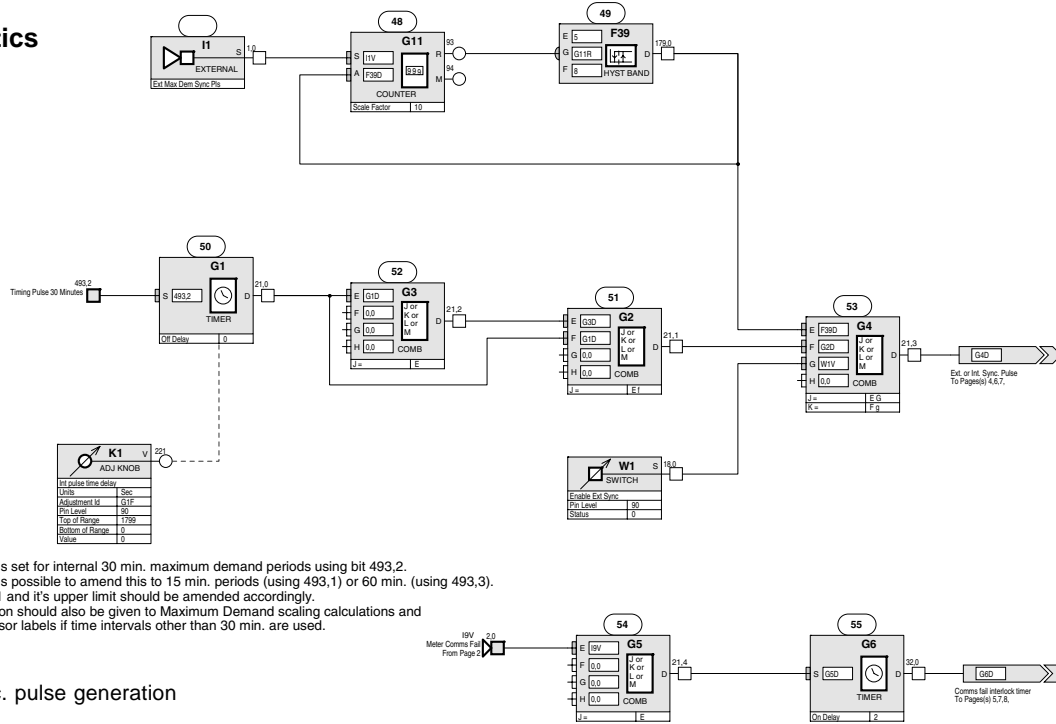 tics
48
49
I1
S
1,0
EXTERNAL
Ext Max Dem Sync Pls
G11
S I1V
A F39D
999
R
93
M
94
COUNTER
Scale Factor 10
F39
E 5
G G11R
F 8
D
179,0
HYST BAND
50
52
51
53
493,2
Timing Pulse 30 Minutes
G1
S 493,2
D
21,0
TIMER
Off Delay 0
G3
E G1D
F 0,0
G 0,0
H 0,0
J or
K or
L or
M
D
21,2
COMB
J = E
G2
E G3D
F G1D
G 0,0
H 0,0
J or
K or
L or
M
D
21,1
COMB
J = E f
G4
E F39D
F G2D
G W1V
H 0,0
J or
K or
L or
M
D
21,3
COMB
J = E G
K = F g
G4D
Ext. or Int. Sync. Pulse
To Pages(s) 4,6,7,
K1
V
221
ADJ KNOB
Int pulse time delay
Units Sec
Adjustment Id G1F
Pin Level 90
Top of Range 1799
Bottom of Range 0
Value 0
W1
S
18,0
SWITCH
Enable Ext Sync
Pin Level 90
Status 0
s set for internal 30 min. maximum demand periods using bit 493,2.
s possible to amend this to 15 min. periods (using 493,1) or 60 min. (using 493,3).
and it's upper limit should be amended accordingly.
on should also be given to Maximum Demand scaling calculations and
sor labels if time intervals other than 30 min. are used.
54
55
I9V
Meter Comms Fail
From Page 2
2,0
G5
E I9V
F 0,0
G 0,0
H 0,0
J or
K or
L or
M
D
21,4
COMB
J = E
G6
S G5D
D
32,0
TIMER
On Delay 2
G6D
Comms fail interlock timer
To Pages(s) 5,7,8,
c. pulse generation